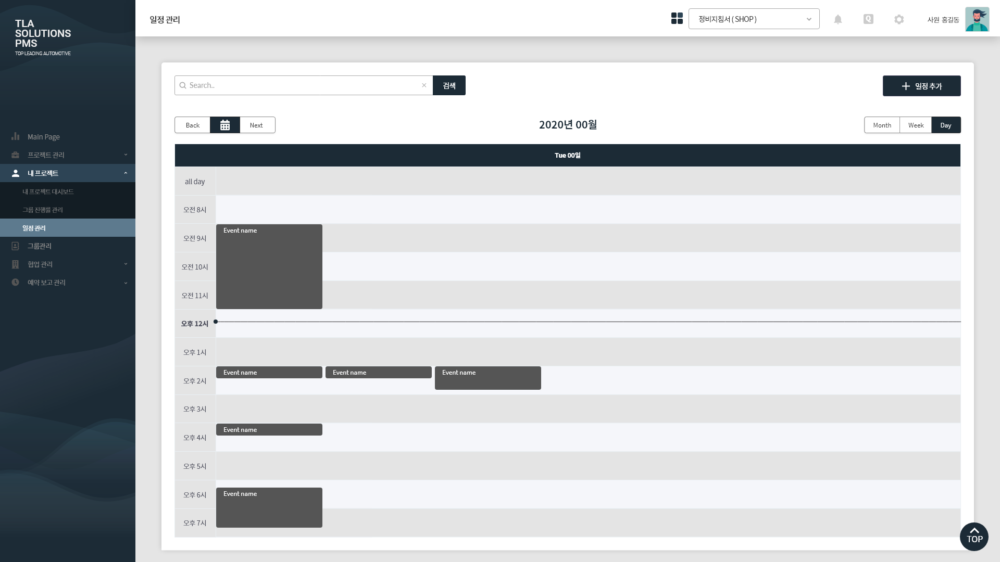 TLA
SOLUTIONS
PMS
TOP LEADING AUTOMOTIVE
Main Page
프로젝트 관리
내 프로젝트
내 프로젝트 대시보드
그룹 진행률 관리
일정 관리
그룹관리
협업 관리
예약 보고 관리
일정 관리
정비지침서 ( SHOP )
Q
사원 홍길동
Search..
검색
일정 추가
Back
Next
2020년 00월
Month
Week
Day
Tue 00일
all day
오전 8시
오전 9시
Event name
오전 10시
오전 11시
오후 12시
오후 1시
오후 2시
Event name
Event name
Event name
오후 3시
오후 4시
Event name
오후 5시
오후 6시
Event name
오후 7시
TOP